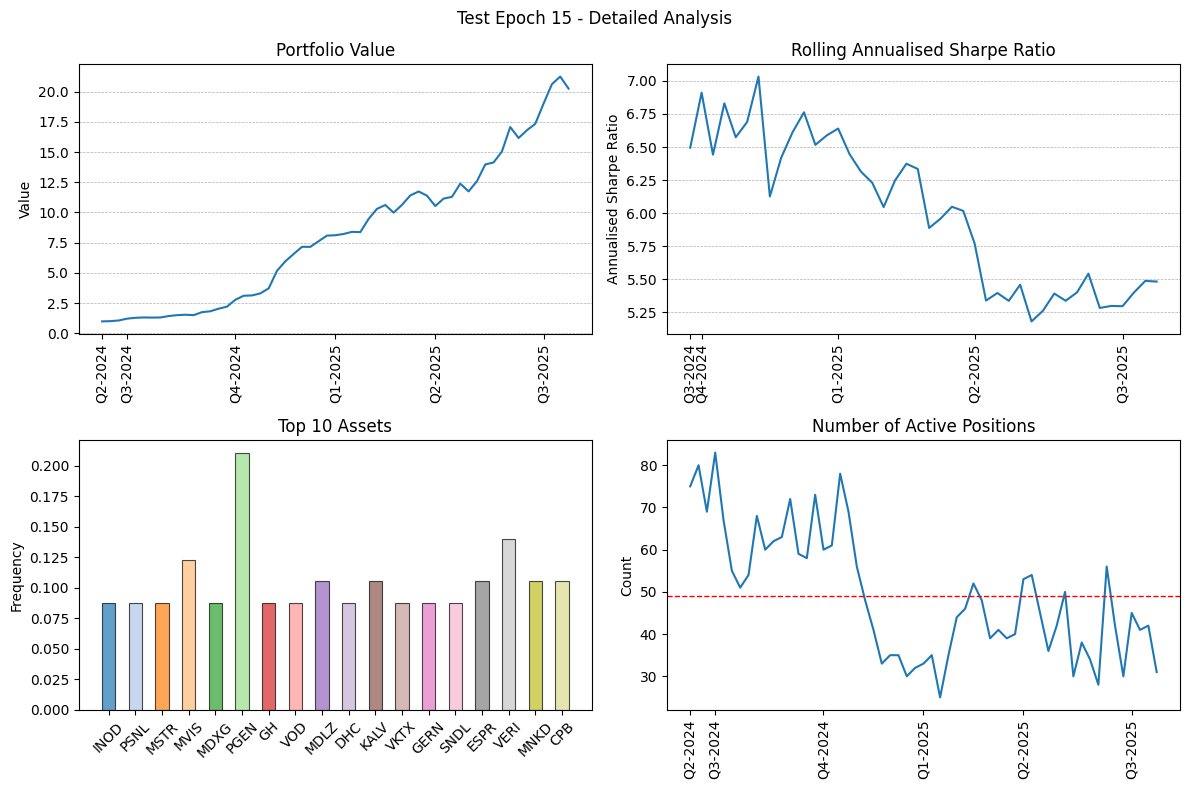 Test Epoch 15 - Detailed Analysis
Portfolio Value
Value
20.0
17.5
15.0
12.5
10.0
7.5
5.0
2.5
0.0
Q2-2024
Q3-2024
Q4-2024
Q1-2025
Q2-2025
Q3-2025
Rolling Annualised Sharpe Ratio
Annualised Sharpe Ratio
7.00
6.75
6.50
6.25
6.00
5.75
5.50
5.25
Q3-2024
Q4-2024
Q1-2025
Q2-2025
Q3-2025
Top 10 Assets
Frequency
0.200
0.175
0.150
0.125
0.100
0.075
0.050
0.025
0.000
INOD
PSNL
MSTR
MVIS
MDXG
PGEN
GH
VOD
MDLZ
DHC
KALV
VKTX
GERN
SNDL
ESPR
VERI
MNKD
CPB
Number of Active Positions
Count
80
70
60
50
40
30
Q2-2024
Q3-2024
Q4-2024
Q1-2025
Q2-2025
Q3-2025